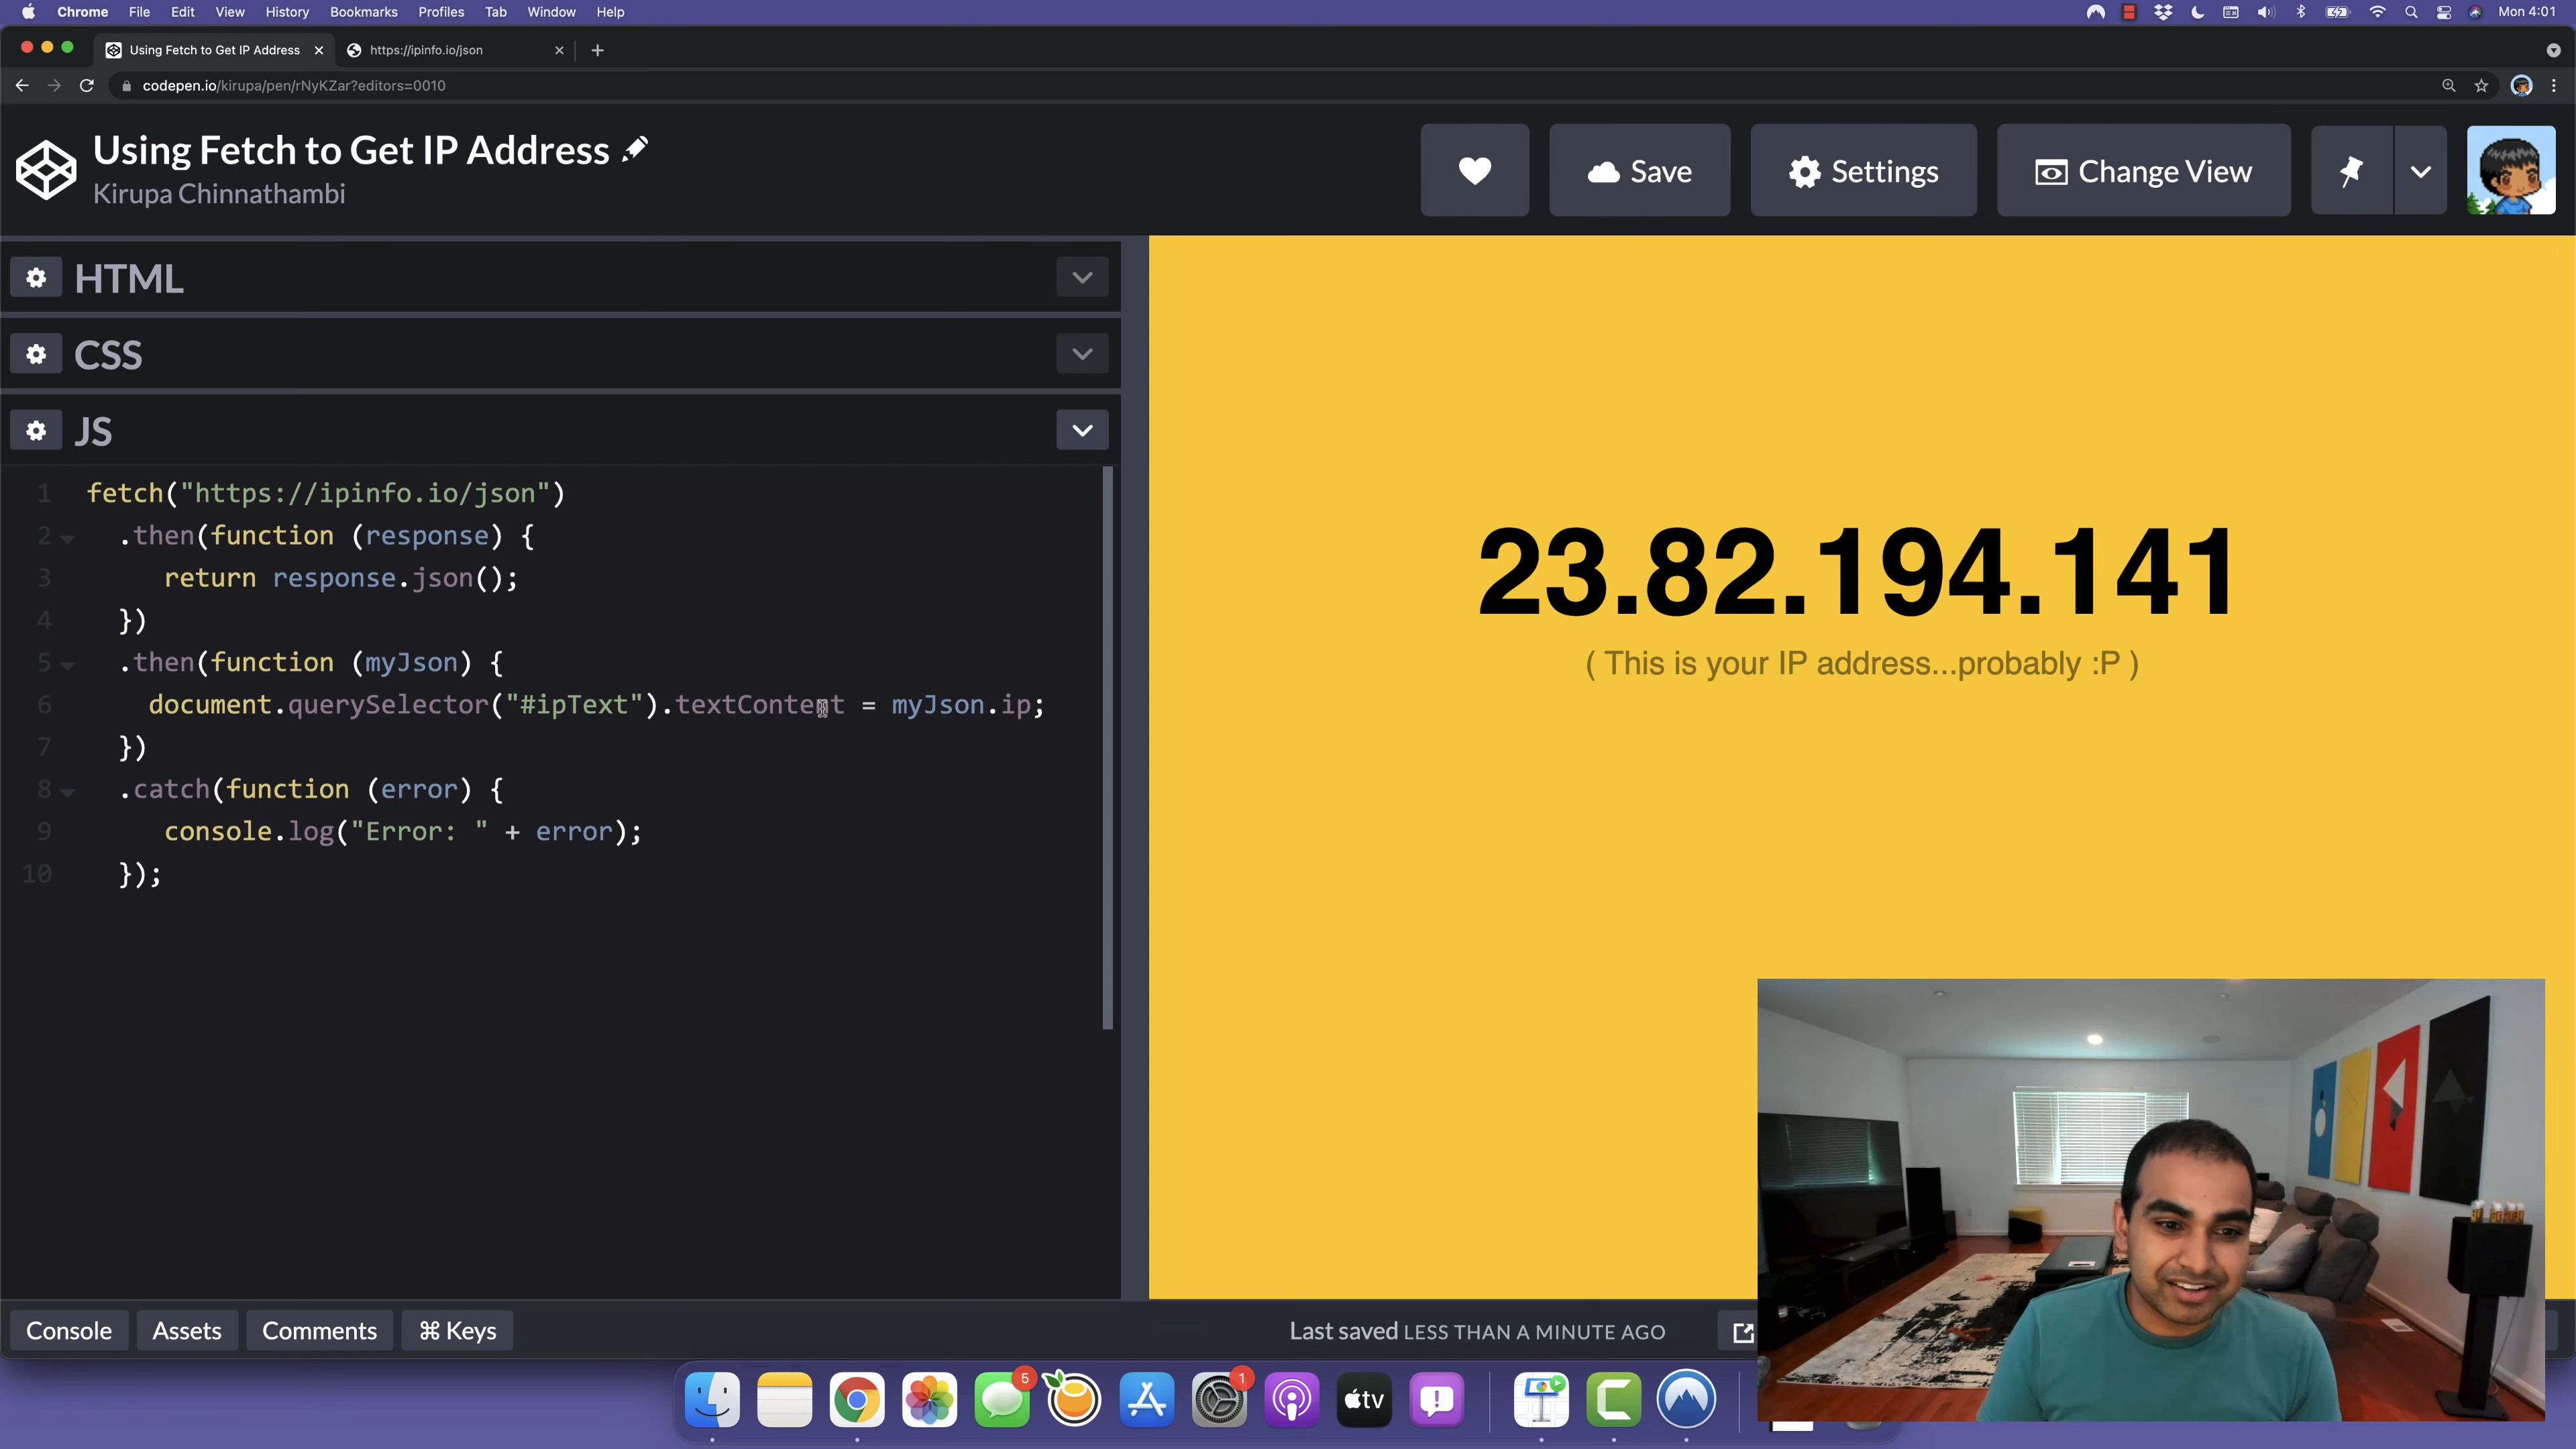 Chrome File Edit View History Bookmarks Profiles Tab Window Help Mon 4:01
Using Fetch to Get IP Address https://ipinfo.io/json
codepen.io/kirupa/pen/rNyKZar?editors=0010
Using Fetch to Get IP Address
Kirupa Chinnathambi
Save Settings Change View
HTML
CSS
JS
1 fetch("https://ipinfo.io/json")
2 .then(function (response) {
3 return response.json();
4 })
5 .then(function (myJson) {
6 document.querySelector("#ipText").textContent = myJson.ip;
7 })
8 .catch(function (error) {
9 console.log("Error: " + error);
10 });
23.82.194.141
( This is your IP address...probably :P )
Console Assets Comments ⌘ Keys Last saved LESS THAN A MINUTE AGO
5 1
tv